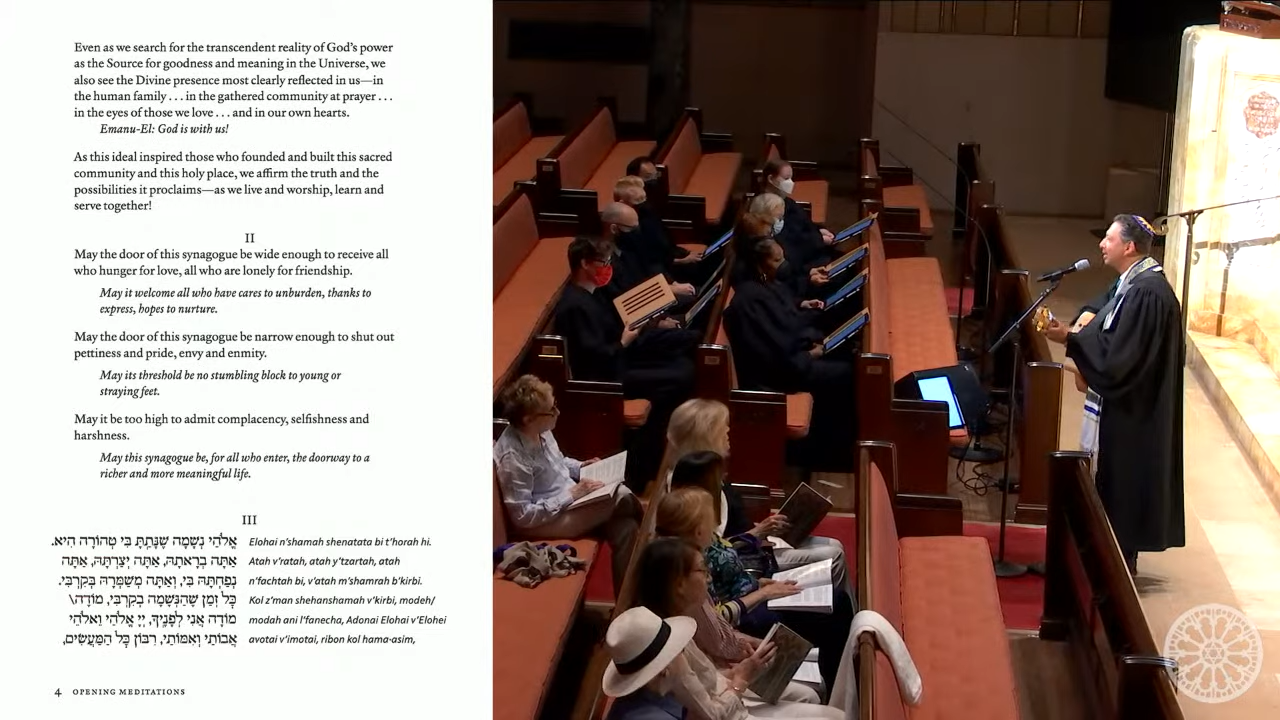 Even as we search for the transcendent reality of God’s power
as the Source for goodness and meaning in the Universe, we
also see the Divine presence most clearly reflected in us—in
the human family . . . in the gathered community at prayer . . .
in the eyes of those we love . . . and in our own hearts.
Emanu-El: God is with us!
As this ideal inspired those who founded and built this sacred
community and this holy place, we affirm the truth and the
possibilities it proclaims—as we live and worship, learn and
serve together!
II
May the door of this synagogue be wide enough to receive all
who hunger for love, all who are lonely for friendship.
May it welcome all who have cares to unburden, thanks to
express, hopes to nurture.
May the door of this synagogue be narrow enough to shut out
pettiness and pride, envy and enmity.
May its threshold be no stumbling block to young or
straying feet.
May it be too high to admit complacency, selfishness and
harshness.
May this synagogue be, for all who enter, the doorway to a
richer and more meaningful life.
III
אֱלֹהַי נְשָׁמָה שֶׁנָּתַתָּ בִּי טְהוֹרָה הִיא.
אַתָּה בְרָאתָהּ, אַתָּה יְצַרְתָּהּ, אַתָּה
נְפַחְתָּהּ בִּי, וְאַתָּה מְשַׁמְּרָהּ בְּקִרְבִּי.
כׇּל זְמַן שֶׁהַנְּשָׁמָה בְקִרְבִּי, מוֹדֶה\
מוֹדָה אֲנִי לְפָנֶיךָ, יְיָ אֱלֹהַי וֵאלֹהֵי
אֲבוֹתַי וְאִמּוֹתַי, רִבּוֹן כׇּל הַמַּעֲשִׂים,
Elohai n’shamah shenatata bi t’horah hi.
Atah v’ratah, atah y’tzartah, atah
n’fachtah bi, v’atah m’shamrah b’kirbi.
Kol z’man shehanshamah v’kirbi, modeh/
modah ani l’fanecha, Adonai Elohai v’Elohei
avotai v’imotai, ribon kol hama-asim,
4 OPENING MEDITATIONS